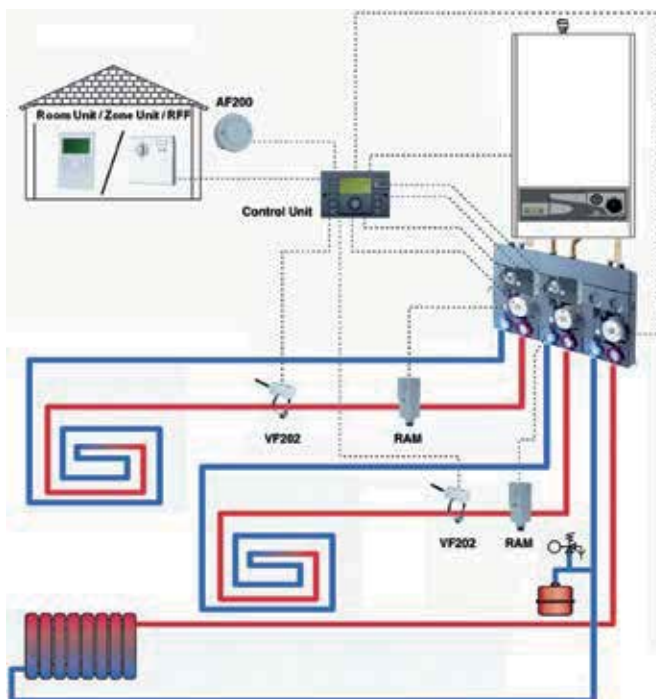 Room Unit / Zone Unit / RFF
AF200
Control Unit
VF202
RAM
VF202
RAM